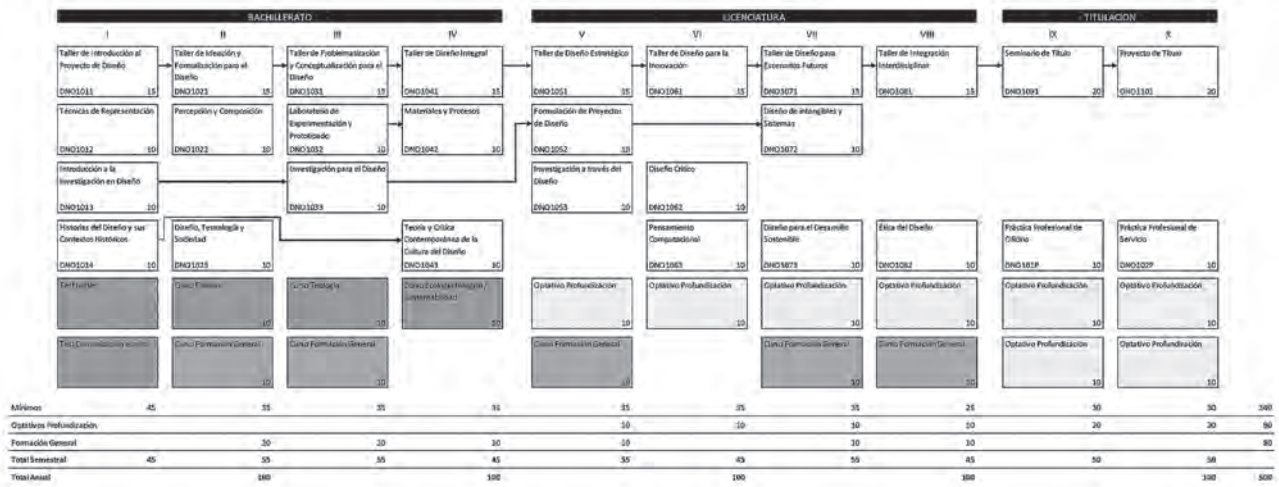 BACHILLERATO LICENCIATURA TITULACION
I II III IV V VI VII VIII IX X
Taller de Introducción al
Proyecto de Diseño
DNO1011 15
Taller de Ideación y
Formalización para el
Diseño
DNO1021 15
Taller de Problematización
y Conceptualización para el
Diseño
DNO1031 15
Taller de Diseño Integral
DNO1041 15
Taller de Diseño Estratégico
DNO1051 15
Taller de Diseño para la
Innovación
DNO1061 15
Taller de Diseño para
Escenarios Futuros
DNO1071 15
Taller de Integración
Interdisciplinar
DNO1081 15
Seminario de Título
DNO1091 20
Proyecto de Título
DNO1101 20
Técnicas de Representación
DNO1012 10
Percepción y Composición
DNO1022 10
Laboratorio de
Experimentación y
Prototipado
DNO1032 10
Materiales y Procesos
DNO1042 10
Formulación de Proyectos
de Diseño
DNO1052 10
Diseño de Intangibles y
Sistemas
DNO1072 10
Introducción a la
Investigación en Diseño
DNO1013 10
Investigación para el Diseño
DNO1033 10
Investigación a través del
Diseño
DNO1053 10
Diseño Crítico
DNO1062 10
Historias del Diseño y sus
Contextos Históricos
DNO1014 10
Diseño, Tecnología y
Sociedad
10
Teoría y Crítica
Contemporánea de la
Cultura del Diseño
DNO1043 10
Pensamiento
Computacional
DNO1063 10
Diseño para el Desarrollo
Sostenible
DNO1073 10
Ética del Diseño
DNO1082 10
Práctica Profesional de
Oficina
10
Práctica Profesional de
Servicio
10
Test Inglés
10
Curso Teología
10
Sustentabilidad
10
Optativo Profundización
10
Optativo Profundización
10
Optativo Profundización
10
Optativo Profundización
10
Optativo Profundización
10
Optativo Profundización
10
Curso Formación General
10
Curso Formación General
10
Curso Formación General
10
Curso Formación General
10
Curso Formación General
10
Optativo Profundización
10
Optativo Profundización
10
Mínimos 45 35 35 35 35 35 35 25 30 30 340
Optativos Profundización 10 10 10 10 20 20 80
Formación General 20 20 10 10 10 10 80
Total Semestral 45 55 55 45 55 45 55 45 50 50
Total Anual 100 100 100 100 100 500